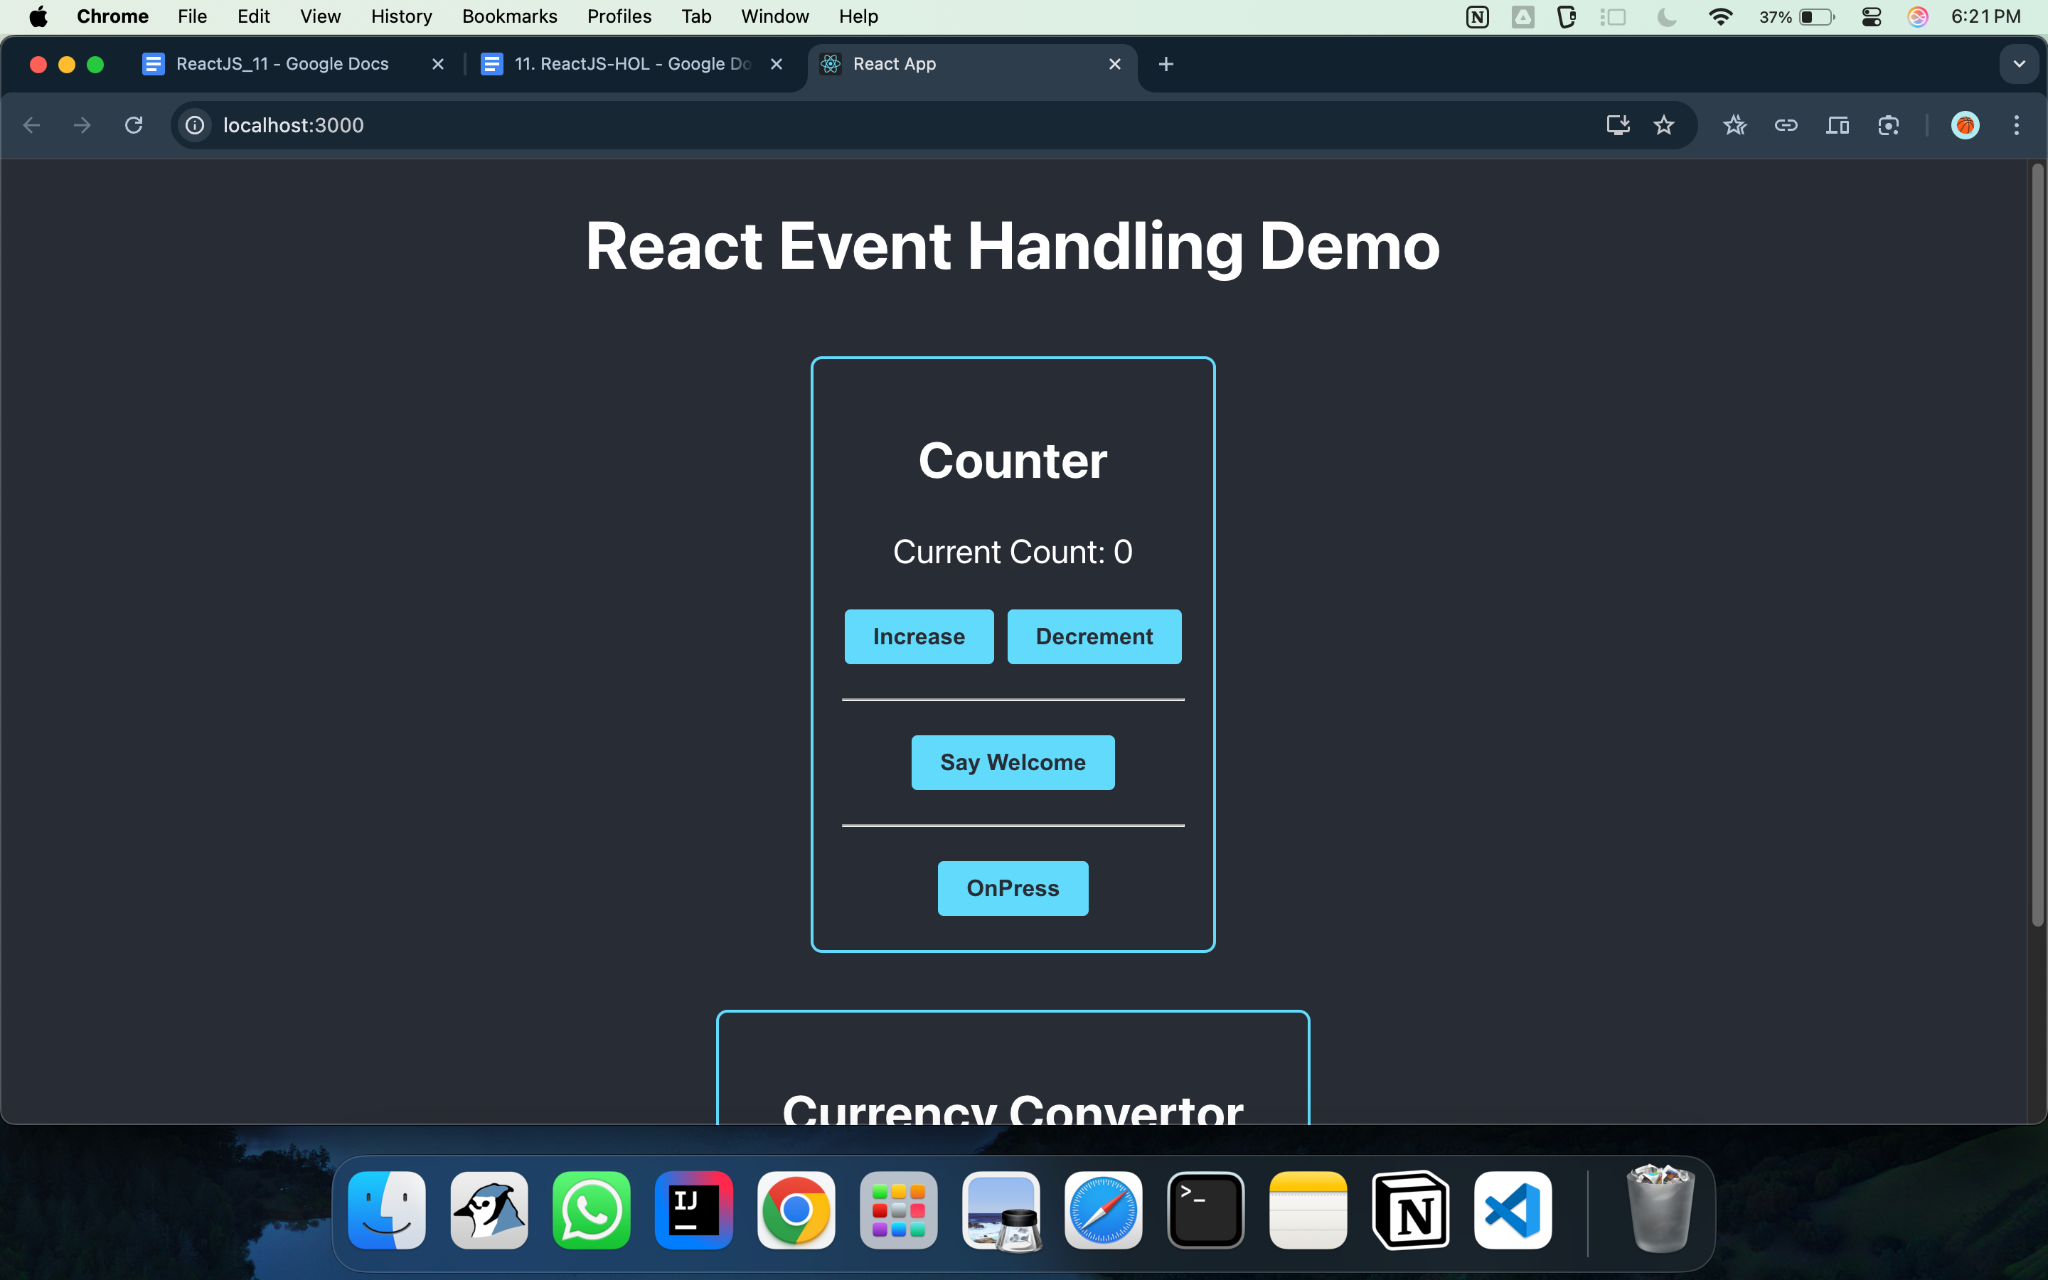 Chrome File Edit View History Bookmarks Profiles Tab Window Help 37% 6:21 PM
ReactJS_11 - Google Docs 11. ReactJS-HOL - Google Do React App
localhost:3000
React Event Handling Demo
Counter
Current Count: 0
Increase Decrement
Say Welcome
OnPress
Currency Convertor